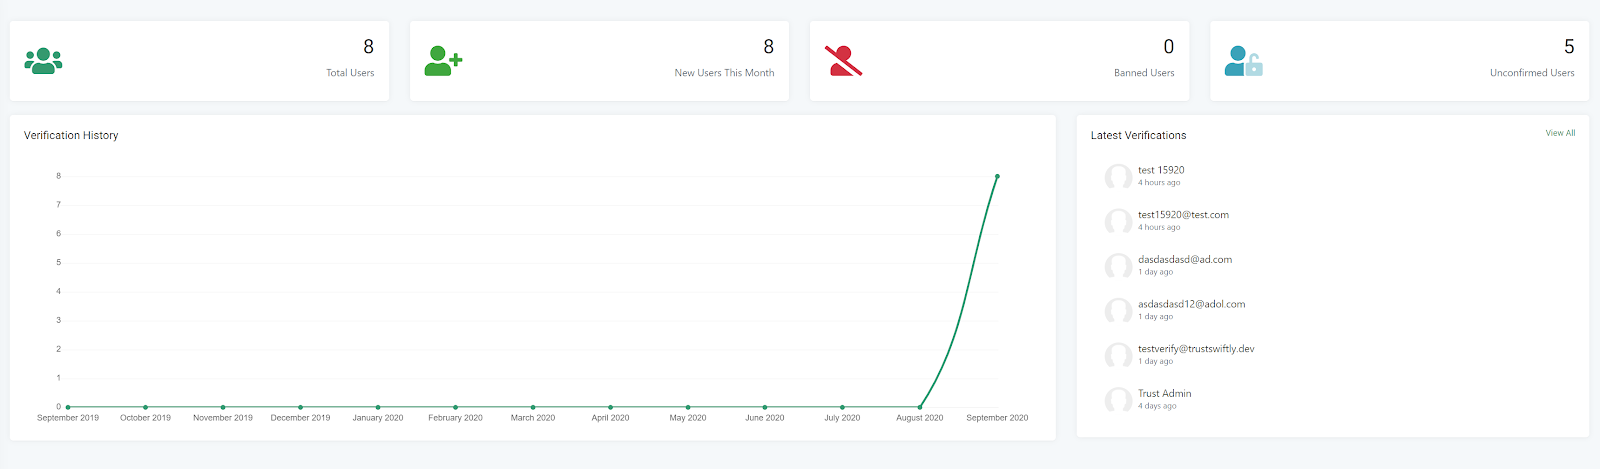 8
Total Users
8
New Users This Month
0
Banned Users
5
Unconfirmed Users
Verification History
8
7
6
5
4
3
2
1
0
September 2019 October 2019 November 2019 December 2019 January 2020 February 2020 March 2020 April 2020 May 2020 June 2020 July 2020 August 2020 September 2020
Latest Verifications View All
test 15920
4 hours ago
test15920@test.com
4 hours ago
dasdasdasd@ad.com
1 day ago
asdasdasd12@adol.com
1 day ago
testverify@trustswiftly.dev
1 day ago
Trust Admin
4 days ago